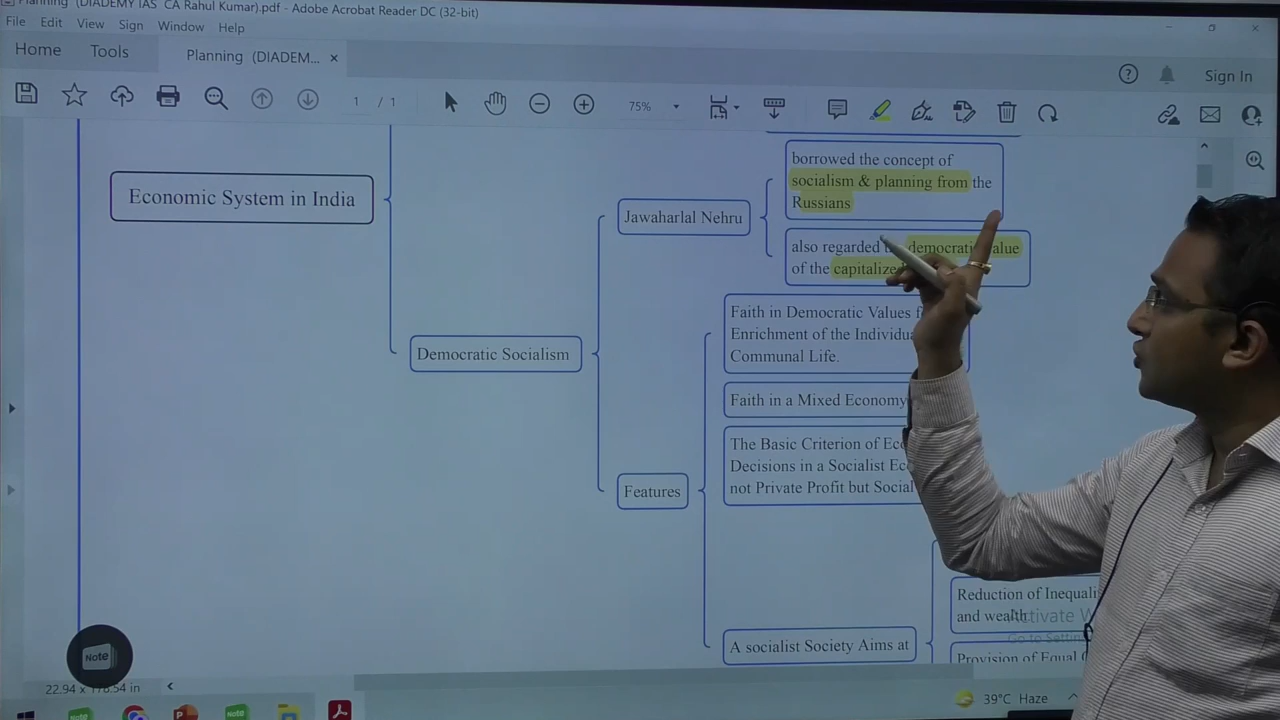 Planning (DIADEMY IAS CA Rahul Kumar).pdf - Adobe Acrobat Reader DC (32-bit)
File Edit View Sign Window Help
Home Tools Planning (DIADEM... ×
Sign In
1 / 1
75%
Economic System in India
Democratic Socialism
Jawaharlal Nehru
borrowed the concept of
socialism & planning from the
Russians
also regarded
of the
Features
Faith in Democratic Values
Enrichment of the
Communal Life.
Faith in a Mixed Economy
The Basic Criterion of
Decisions in a Socialist
not Private Profit but Social
A socialist Society Aims at
Reduction of
and wealth
Provision of Equal
Activate
Go to
Note
22.94 x
in
39°C Haze